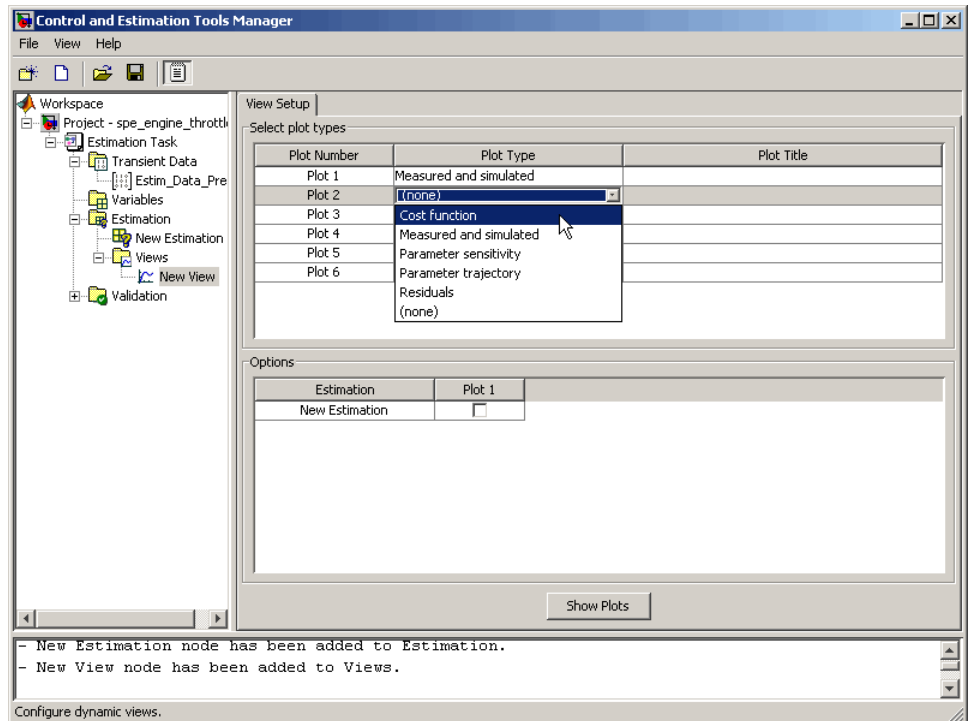 Control and Estimation Tools Manager
File View Help
Workspace
Project - spe_engine_throttl
Estimation Task
Transient Data
Estim_Data_Pre
Variables
Estimation
New Estimation
Views
New View
Validation
View Setup
Select plot types
Plot Number Plot Type Plot Title
Plot 1 Measured and simulated
Plot 2 (none)
Plot 3 Cost function
Plot 4 Measured and simulated
Plot 5 Parameter sensitivity
Plot 6 Parameter trajectory
Residuals
(none)
Options
Estimation Plot 1
New Estimation
Show Plots
- New Estimation node has been added to Estimation.
- New View node has been added to Views.
Configure dynamic views.